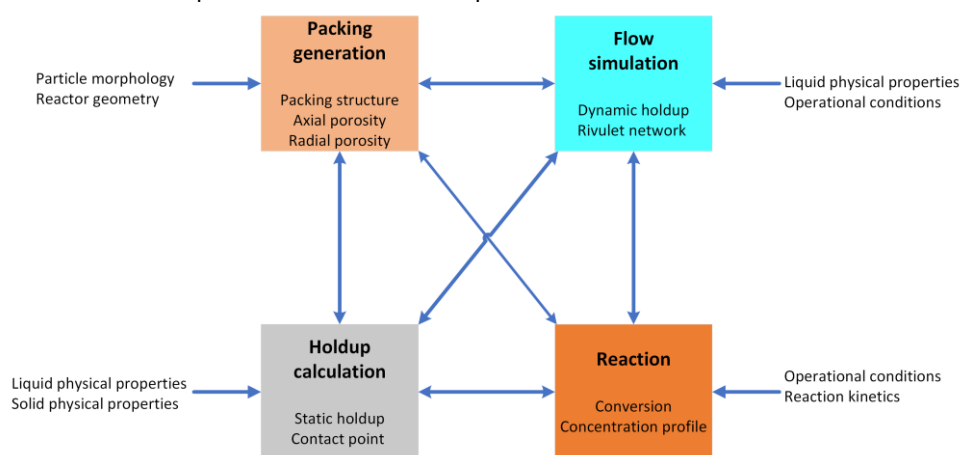 Packing
generation
Packing structure
Axial porosity
Radial porosity
Flow
simulation
Dynamic holdup
Rivulet network
Particle morphology
Reactor geometry
Liquid physical properties
Operational conditions
Holdup
calculation
Static holdup
Contact point
Reaction
Conversion
Concentration profile
Liquid physical properties
Solid physical properties
Operational conditions
Reaction kinetics